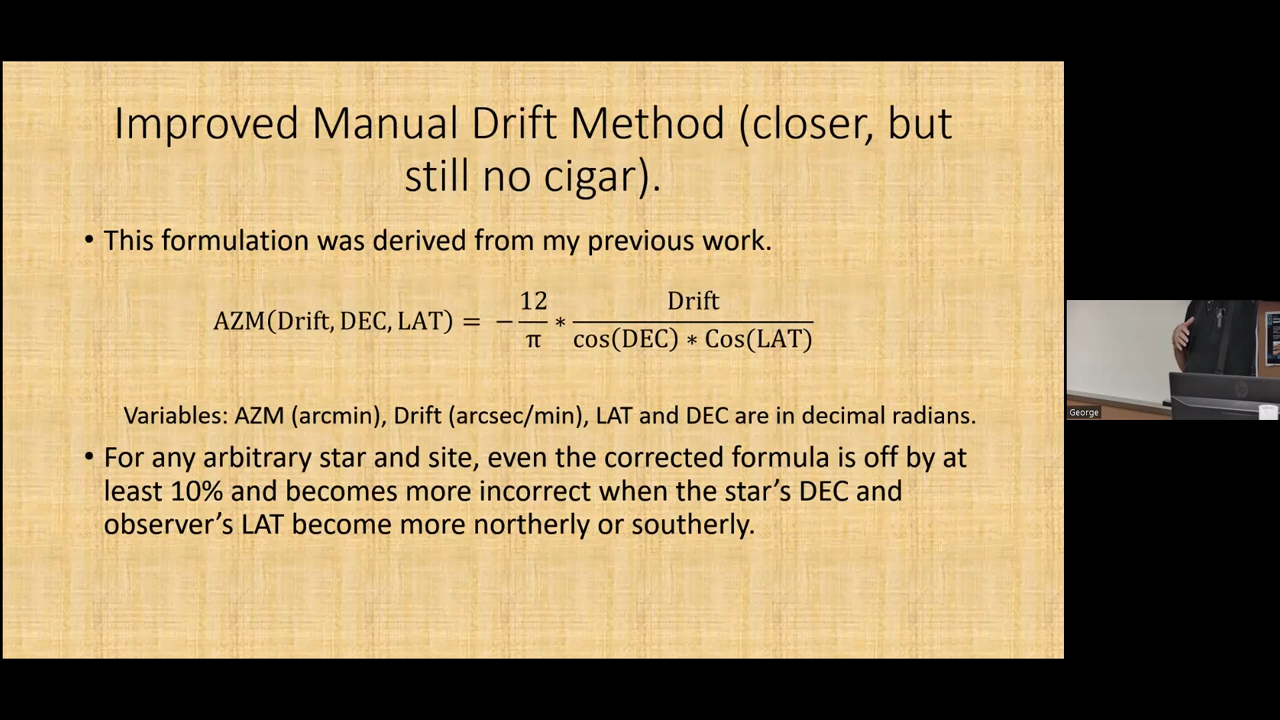 Improved Manual Drift Method (closer, but
still no cigar).
• This formulation was derived from my previous work.
AZM(Drift, DEC, LAT) = − 12/π * Drift/(cos(DEC) * Cos(LAT))
Variables: AZM (arcmin), Drift (arcsec/min), LAT and DEC are in decimal radians.
• For any arbitrary star and site, even the corrected formula is off by at
least 10% and becomes more incorrect when the star's DEC and
observer's LAT become more northerly or southerly.
George